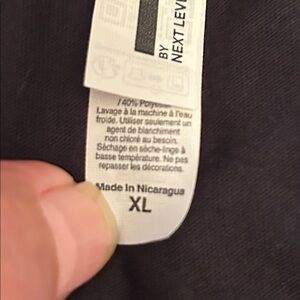 BY
NEXT LEVE
/ 40% Polyester
Lavage à la machine à l'eau
froide. Utiliser seulement un
agent de blanchiment
non chloré au besoin.
Séchage en sèche-linge à
basse température. Ne pas
repasser les décorations.
Made in Nicaragua
XL